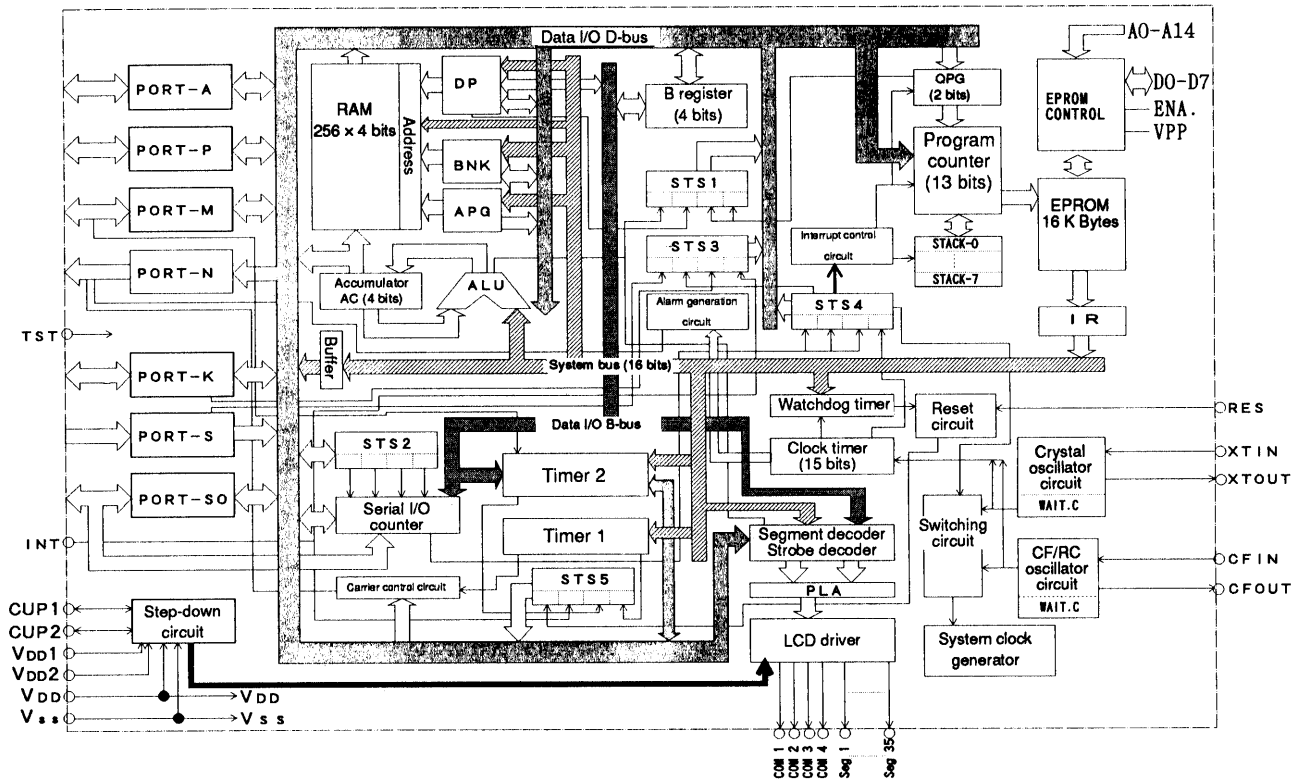 Data I/O D-bus
A0-A14
PORT-A
PORT-P
PORT-M
PORT-N
TST
PORT-K
PORT-S
PORT-SO
INT
CUP1
CUP2
VDD1
VDD2
VDD
Vss
Step-down
circuit
VDD
VSS
RAM
256 × 4 bits
Address
DP
BNK
APG
Accumulator
AC (4 bits)
ALU
Buffer
B register
(4 bits)
STS1
STS3
Alarm generation
circuit
Interrupt control
circuit
STS4
OPG
(2 bits)
Program
counter
(13 bits)
STACK-0
STACK-7
EPROM
CONTROL
D0-D7
ENA.
VPP
EPROM
16 K Bytes
IR
System bus (16 bits)
Data I/O B-bus
STS2
Serial I/O
counter
Timer 2
Timer 1
Carrier control circuit
STS5
Watchdog timer
Clock timer
(15 bits)
Reset
circuit
Segment decoder
Strobe decoder
PLA
LCD driver
Switching
circuit
Crystal
oscillator
circuit
WAIT.C
CF/RC
oscillator
circuit
WAIT.C
System clock
generator
RES
XTIN
XTOUT
CFIN
CFOUT
COM 1
COM 2
COM 3
COM 4
Seg 1
Seg 35